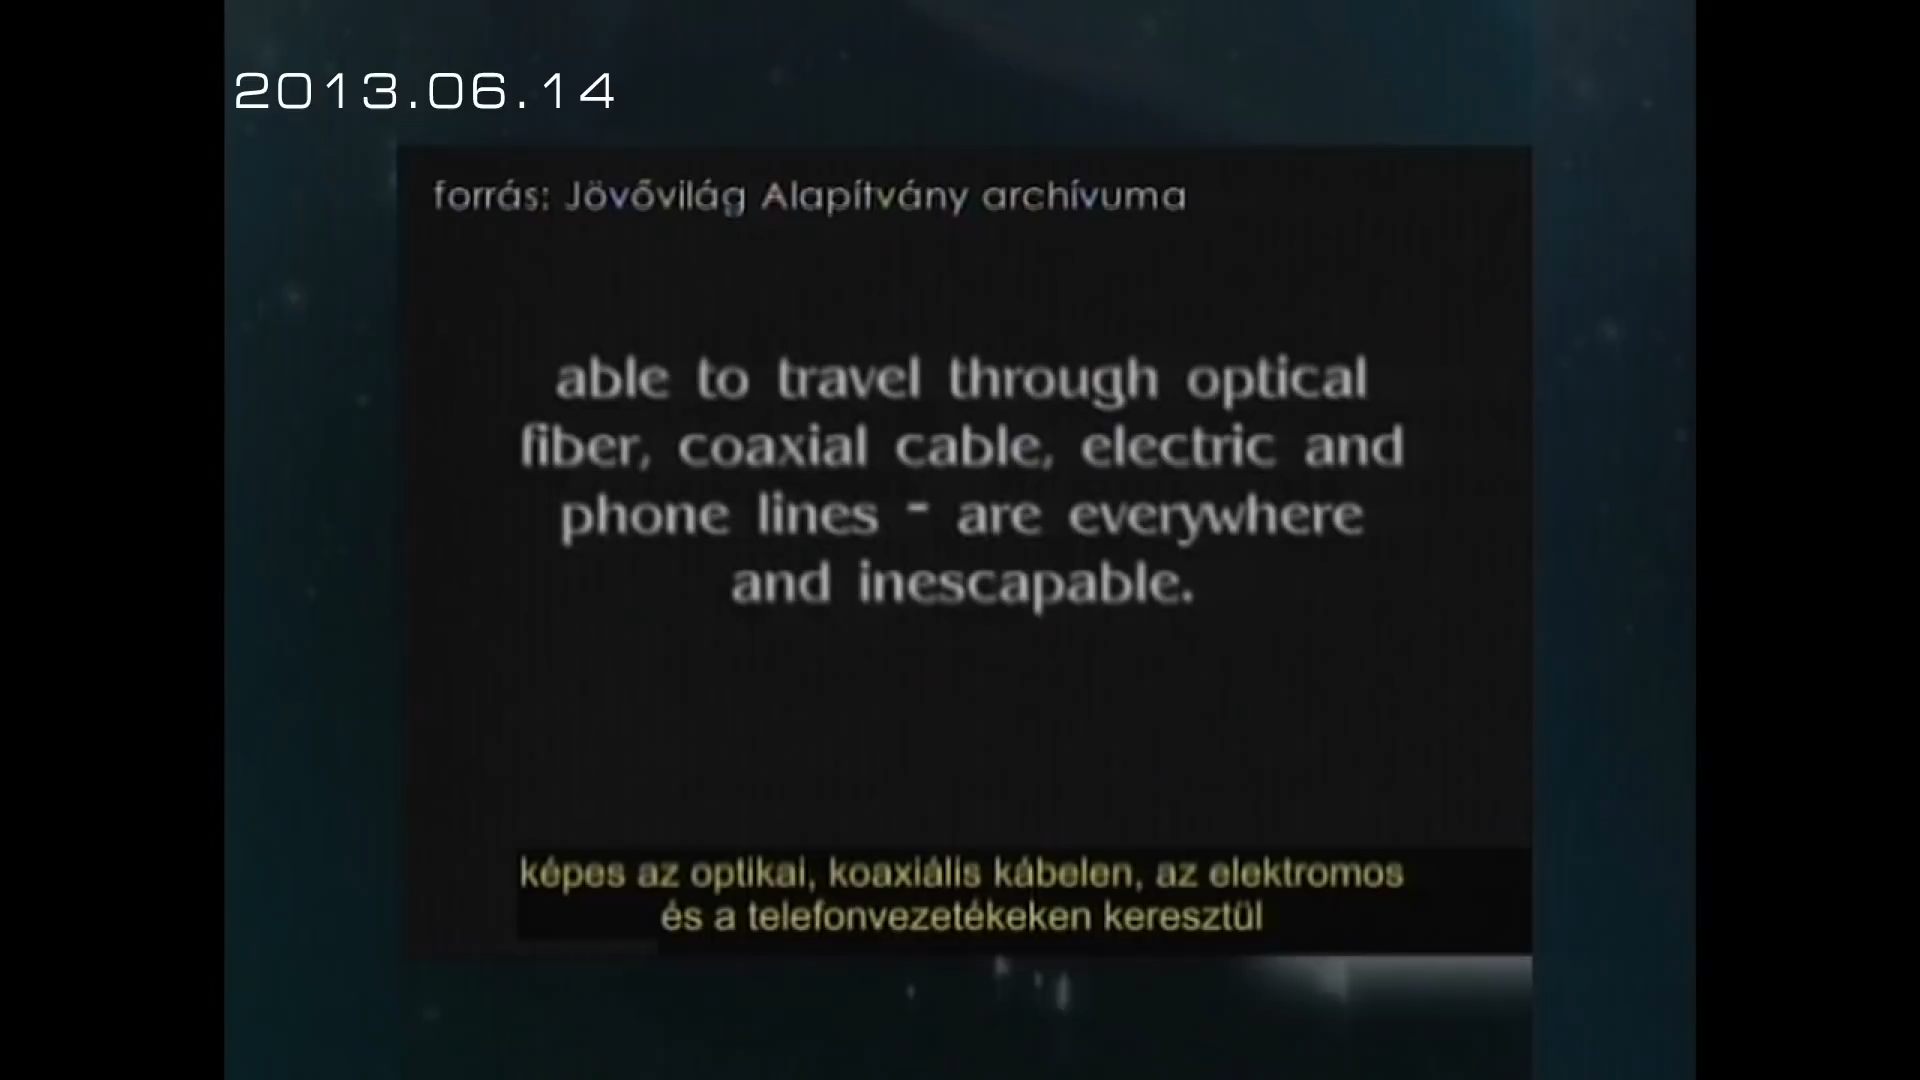 2013.06.14
forrás: Jövővilág Alapítvány archívuma
able to travel through optical
fiber, coaxial cable, electric and
phone lines - are everywhere
and inescapable.
képes az optikai, koaxiális kábelen, az elektromos
és a telefonvezetékeken keresztül